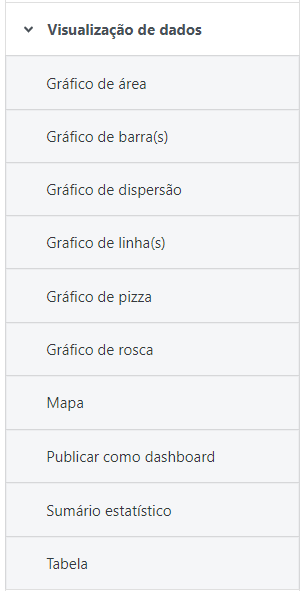 Visualização de dados
Gráfico de área
Gráfico de barra(s)
Gráfico de dispersão
Grafico de linha(s)
Gráfico de pizza
Gráfico de rosca
Mapa
Publicar como dashboard
Sumário estatístico
Tabela